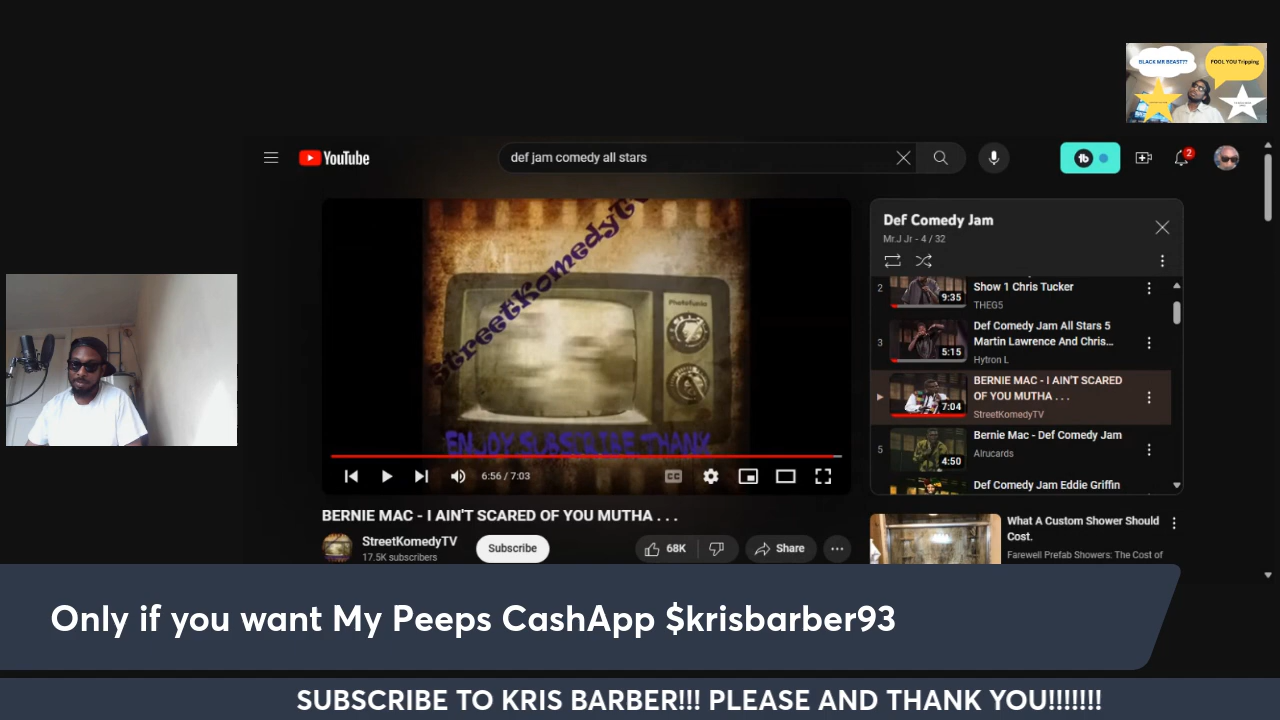 BLACK MR BEAST??
FOOL YOU Tripping
YouTube
def jam comedy all stars
2
StreetKomedyTV
Photofunia
ENJOY SUBSCRIBE THANK
6:56 / 7:03
CC
BERNIE MAC - I AIN'T SCARED OF YOU MUTHA . . .
StreetKomedyTV
17.5K subscribers
Subscribe
68K
Share
Def Comedy Jam
Mr.J Jr - 4 / 32
2
9:35
Show 1 Chris Tucker
THEG5
3
5:15
Def Comedy Jam All Stars 5
Martin Lawrence And Chris...
Hytron L
7:04
BERNIE MAC - I AIN'T SCARED
OF YOU MUTHA . . .
StreetKomedyTV
5
4:50
Bernie Mac - Def Comedy Jam
Alrucards
Def Comedy Jam Eddie Griffin
What A Custom Shower Should
Cost.
Farewell Prefab Showers: The Cost of
Only if you want My Peeps CashApp $krisbarber93
SUBSCRIBE TO KRIS BARBER!!! PLEASE AND THANK YOU!!!!!!!